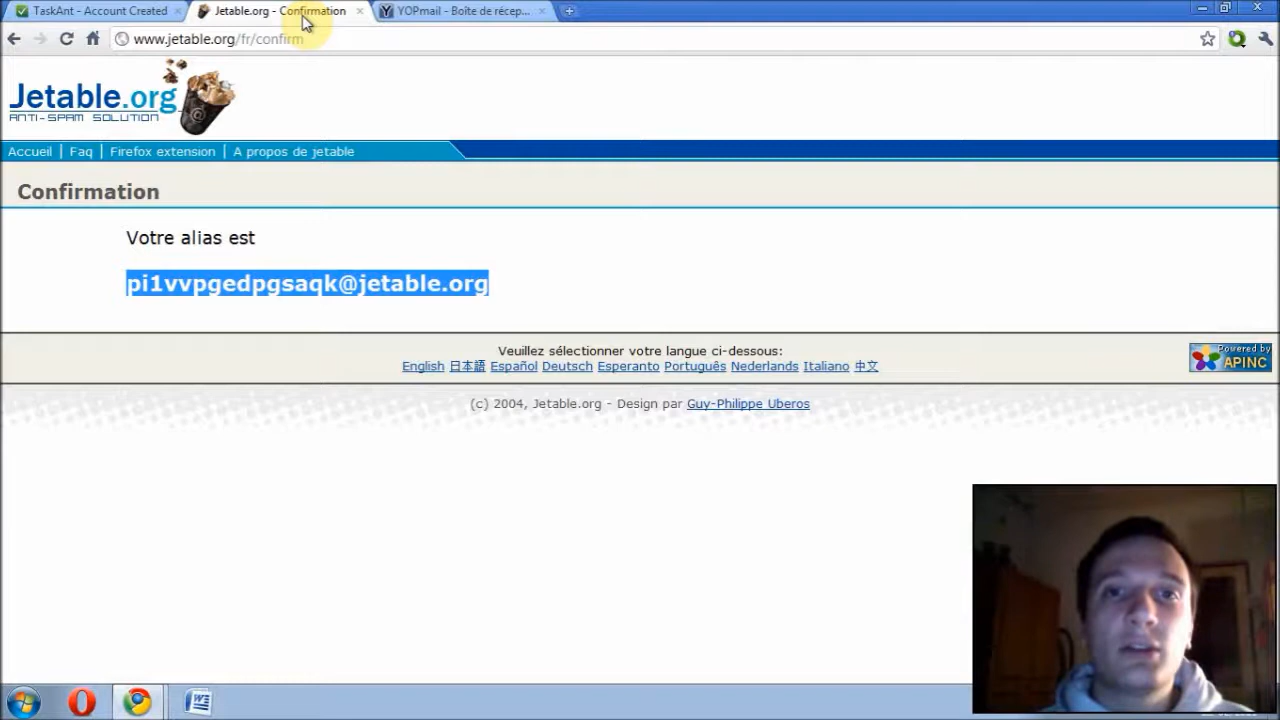 TaskAnt - Account Created
Jetable.org - Confirmation
YOPmail - Boîte de récep...
www.jetable.org/fr/confirm
Jetable.org
ANTI-SPAM SOLUTION
Accueil | Faq | Firefox extension | A propos de jetable
Confirmation
Votre alias est
pi1vvpgedpgsaqk@jetable.org
Veuillez sélectionner votre langue ci-dessous:
English 日本語 Español Deutsch Esperanto Português Nederlands Italiano 中文
Powered by
APINC
(c) 2004, Jetable.org - Design par Guy-Philippe Uberos